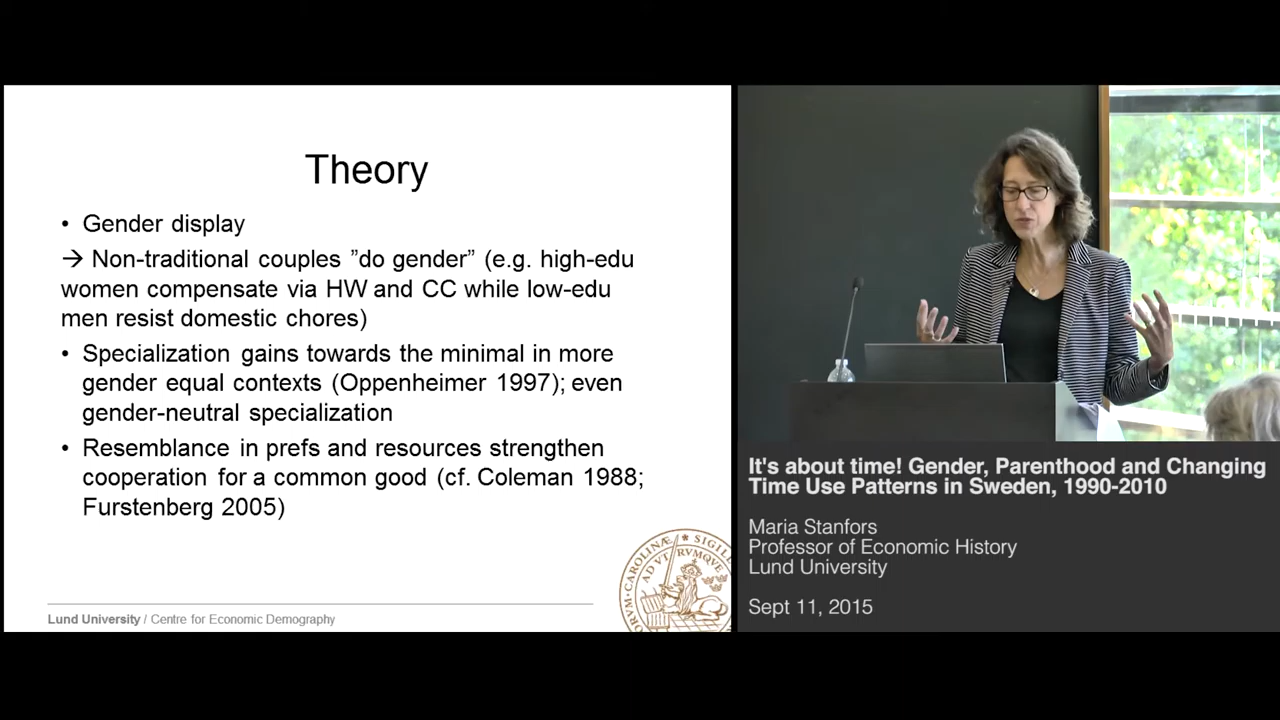 Theory
• Gender display
→ Non-traditional couples ”do gender” (e.g. high-edu
women compensate via HW and CC while low-edu
men resist domestic chores)
• Specialization gains towards the minimal in more
gender equal contexts (Oppenheimer 1997); even
gender-neutral specialization
• Resemblance in prefs and resources strengthen
cooperation for a common good (cf. Coleman 1988;
Furstenberg 2005)
CAROLINÆ * SIGILL
AD VTRVMQVE
Lund University / Centre for Economic Demography
It's about time! Gender, Parenthood and Changing
Time Use Patterns in Sweden, 1990-2010
Maria Stanfors
Professor of Economic History
Lund University
Sept 11, 2015